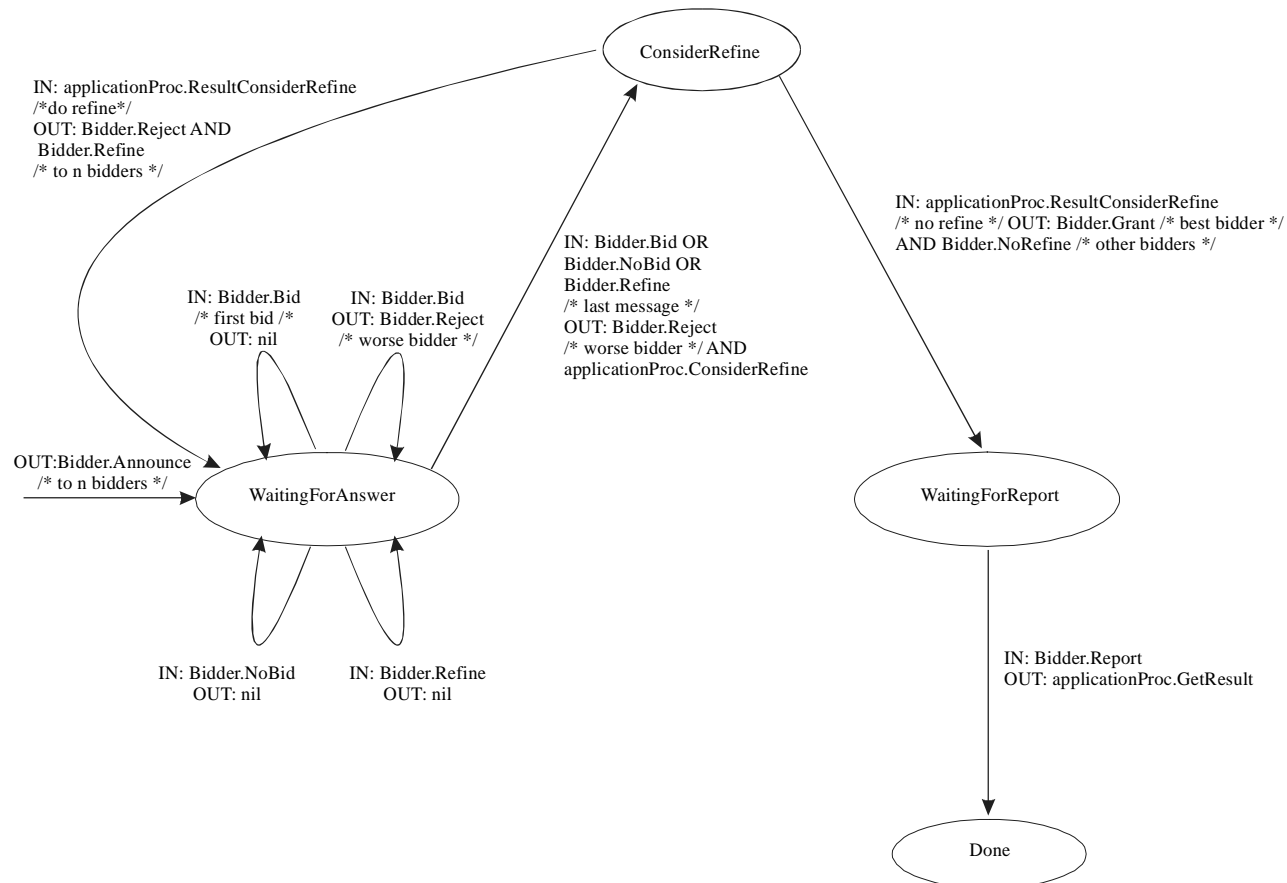 ConsiderRefine
IN: applicationProc.ResultConsiderRefine
/*do refine*/
OUT: Bidder.Reject AND
Bidder.Refine
/* to n bidders */
IN: applicationProc.ResultConsiderRefine
/* no refine */ OUT: Bidder.Grant /* best bidder */
AND Bidder.NoRefine /* other bidders */
IN: Bidder.Bid OR
Bidder.NoBid OR
Bidder.Refine
/* last message */
OUT: Bidder.Reject
/* worse bidder */ AND
applicationProc.ConsiderRefine
IN: Bidder.Bid
/* first bid /*
OUT: nil
IN: Bidder.Bid
OUT: Bidder.Reject
/* worse bidder */
OUT:Bidder.Announce
/* to n bidders */
WaitingForAnswer
WaitingForReport
IN: Bidder.NoBid
OUT: nil
IN: Bidder.Refine
OUT: nil
IN: Bidder.Report
OUT: applicationProc.GetResult
Done